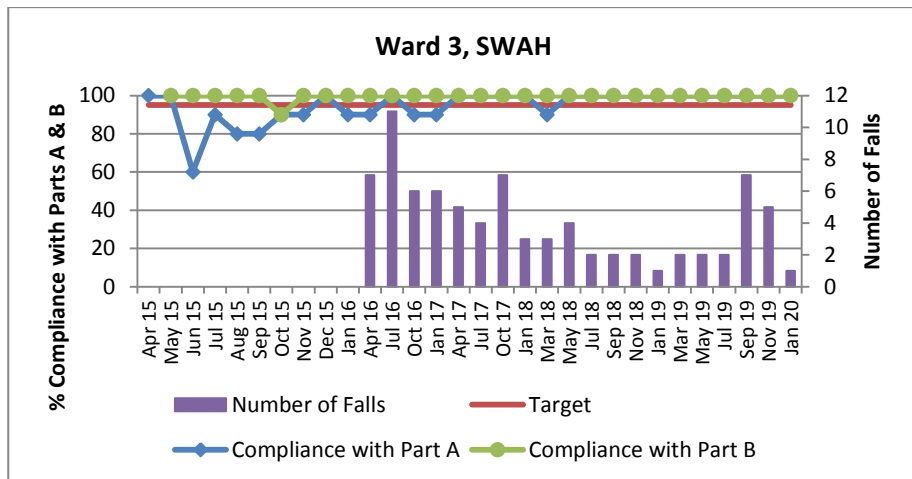 Ward 3, SWAH
% Compliance with Parts A & B
100
80
60
40
20
0
12
10
8
6
4
2
0
Number of Falls
Apr 15
May 15
Jun 15
Jul 15
Aug 15
Sep 15
Oct 15
Nov 15
Dec 15
Jan 16
Apr 16
Jul 16
Oct 16
Jan 17
Apr 17
Jul 17
Oct 17
Jan 18
Mar 18
May 18
Jul 18
Sep 18
Nov 18
Jan 19
Mar 19
May 19
Jul 19
Sep 19
Nov 19
Jan 20
Number of Falls
Target
Compliance with Part A
Compliance with Part B